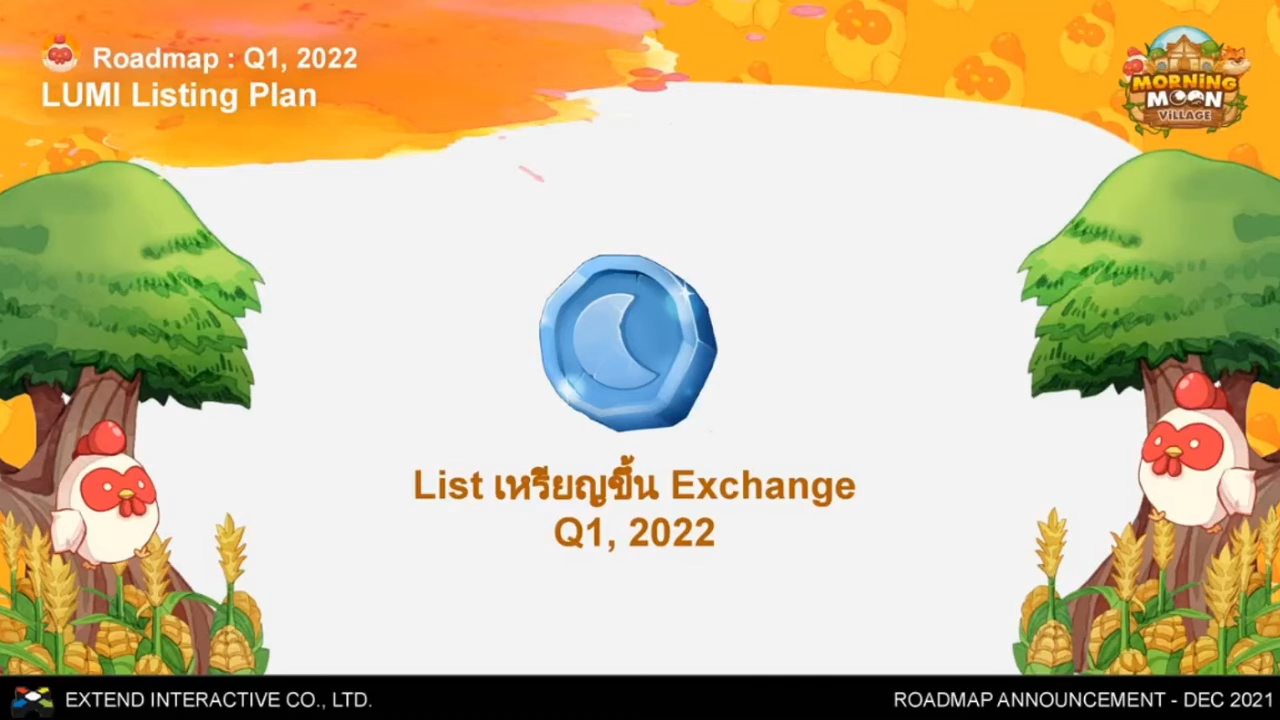 Roadmap : Q1, 2022
LUMI Listing Plan
MORNiNG
MOON
ViLLAGE
List เหรียญขึ้น Exchange
Q1, 2022
EXTEND INTERACTIVE CO., LTD.
ROADMAP ANNOUNCEMENT - DEC 2021